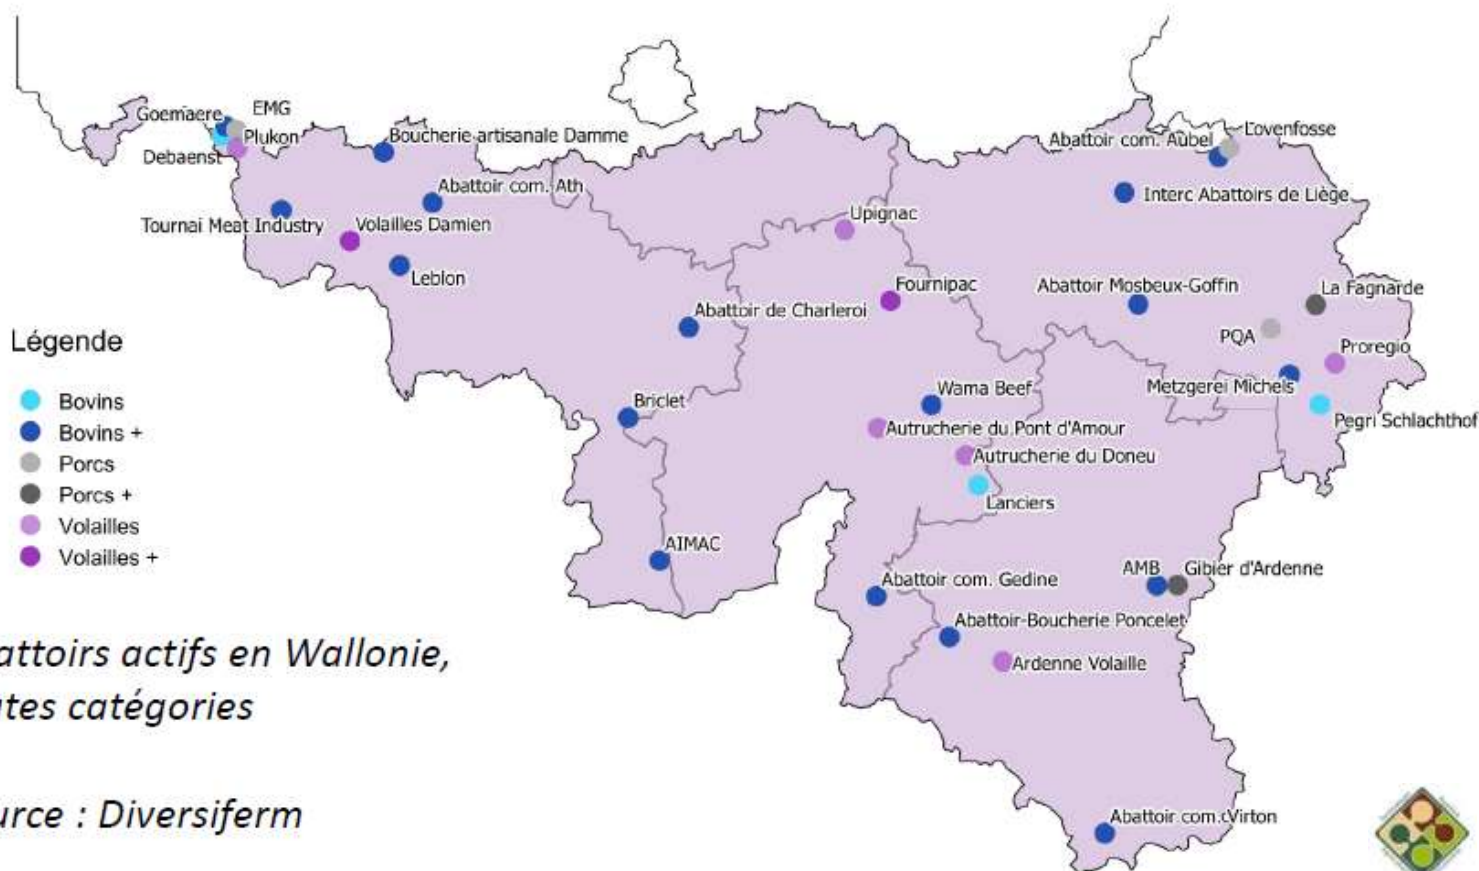 Goemaere
EMG
Plukon
Debaenst
Boucherie artisanale Damme
Abattoir com. Aubel
Lovenfosse
Abattoir com. Ath
Interc Abattoirs de Liège
Tournai Meat Industry
Volailles Damien
Upignac
Leblon
Fournipac
Abattoir Mosbeux-Goffin
La Fagnarde
Abattoir de Charleroi
PQA
Proregio
Légende
Bovins
Bovins +
Porcs
Porcs +
Volailles
Volailles +
Wama Beef
Metzgerei Michels
Briclet
Autrucherie du Pont d'Amour
Pegri Schlachthof
Autrucherie du Doneu
Lanciers
AIMAC
AMB
Gibier d'Ardenne
Abattoir com. Gedine
Abattoir-Boucherie Poncelet
Ardenne Volaille
attoirs actifs en Wallonie,
tes catégories
urce : Diversiferm
Abattoir com.cVirton